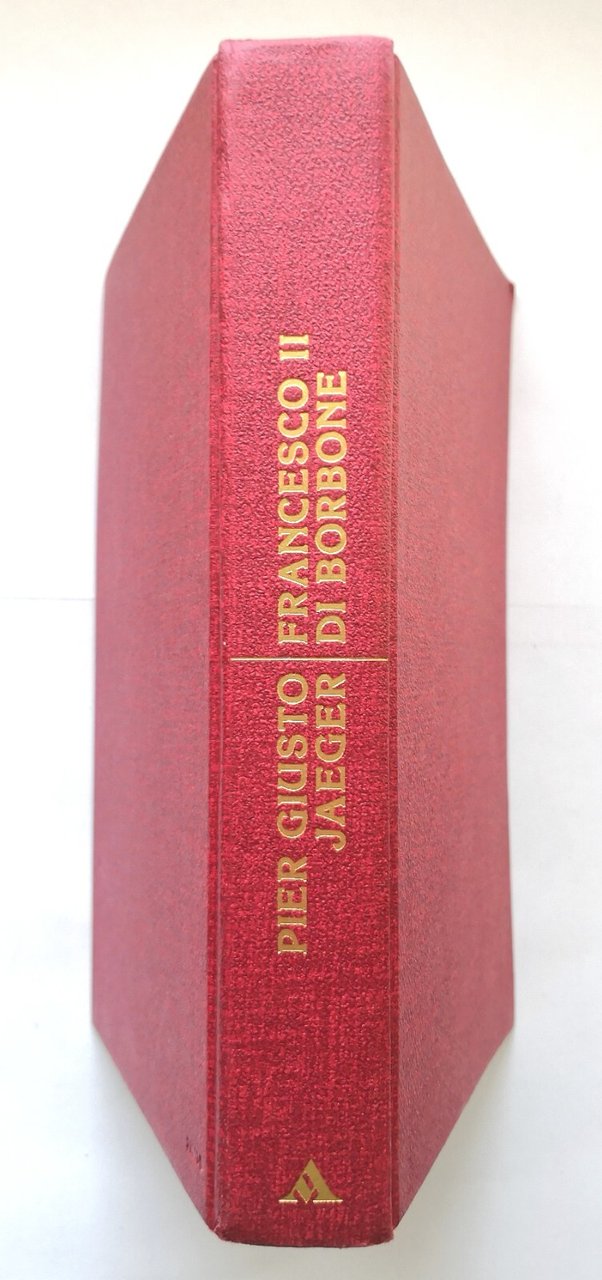 PIER GIUSTO
JAEGER
FRANCESCO II
DI BORBONE